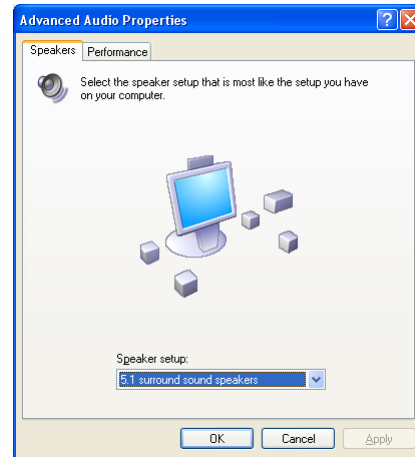 Advanced Audio Properties
Speakers Performance
Select the speaker setup that is most like the setup you have
on your computer.
Speaker setup:
5.1 surround sound speakers
OK Cancel Apply